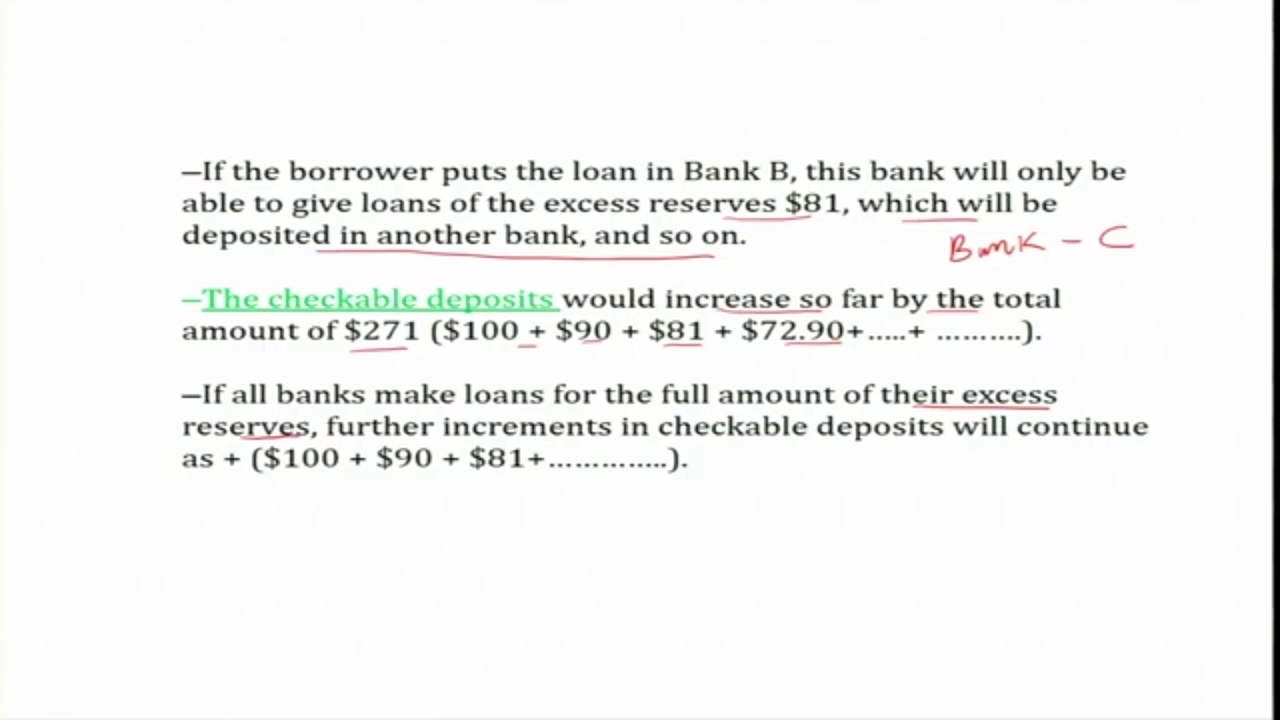 –If the borrower puts the loan in Bank B, this bank will only be
able to give loans of the excess reserves $81, which will be
deposited in another bank, and so on.
Bank – C
–The checkable deposits would increase so far by the total
amount of $271 ($100 + $90 + $81 + $72.90+.....+ ..........).
–If all banks make loans for the full amount of their excess
reserves, further increments in checkable deposits will continue
as + ($100 + $90 + $81+..............).